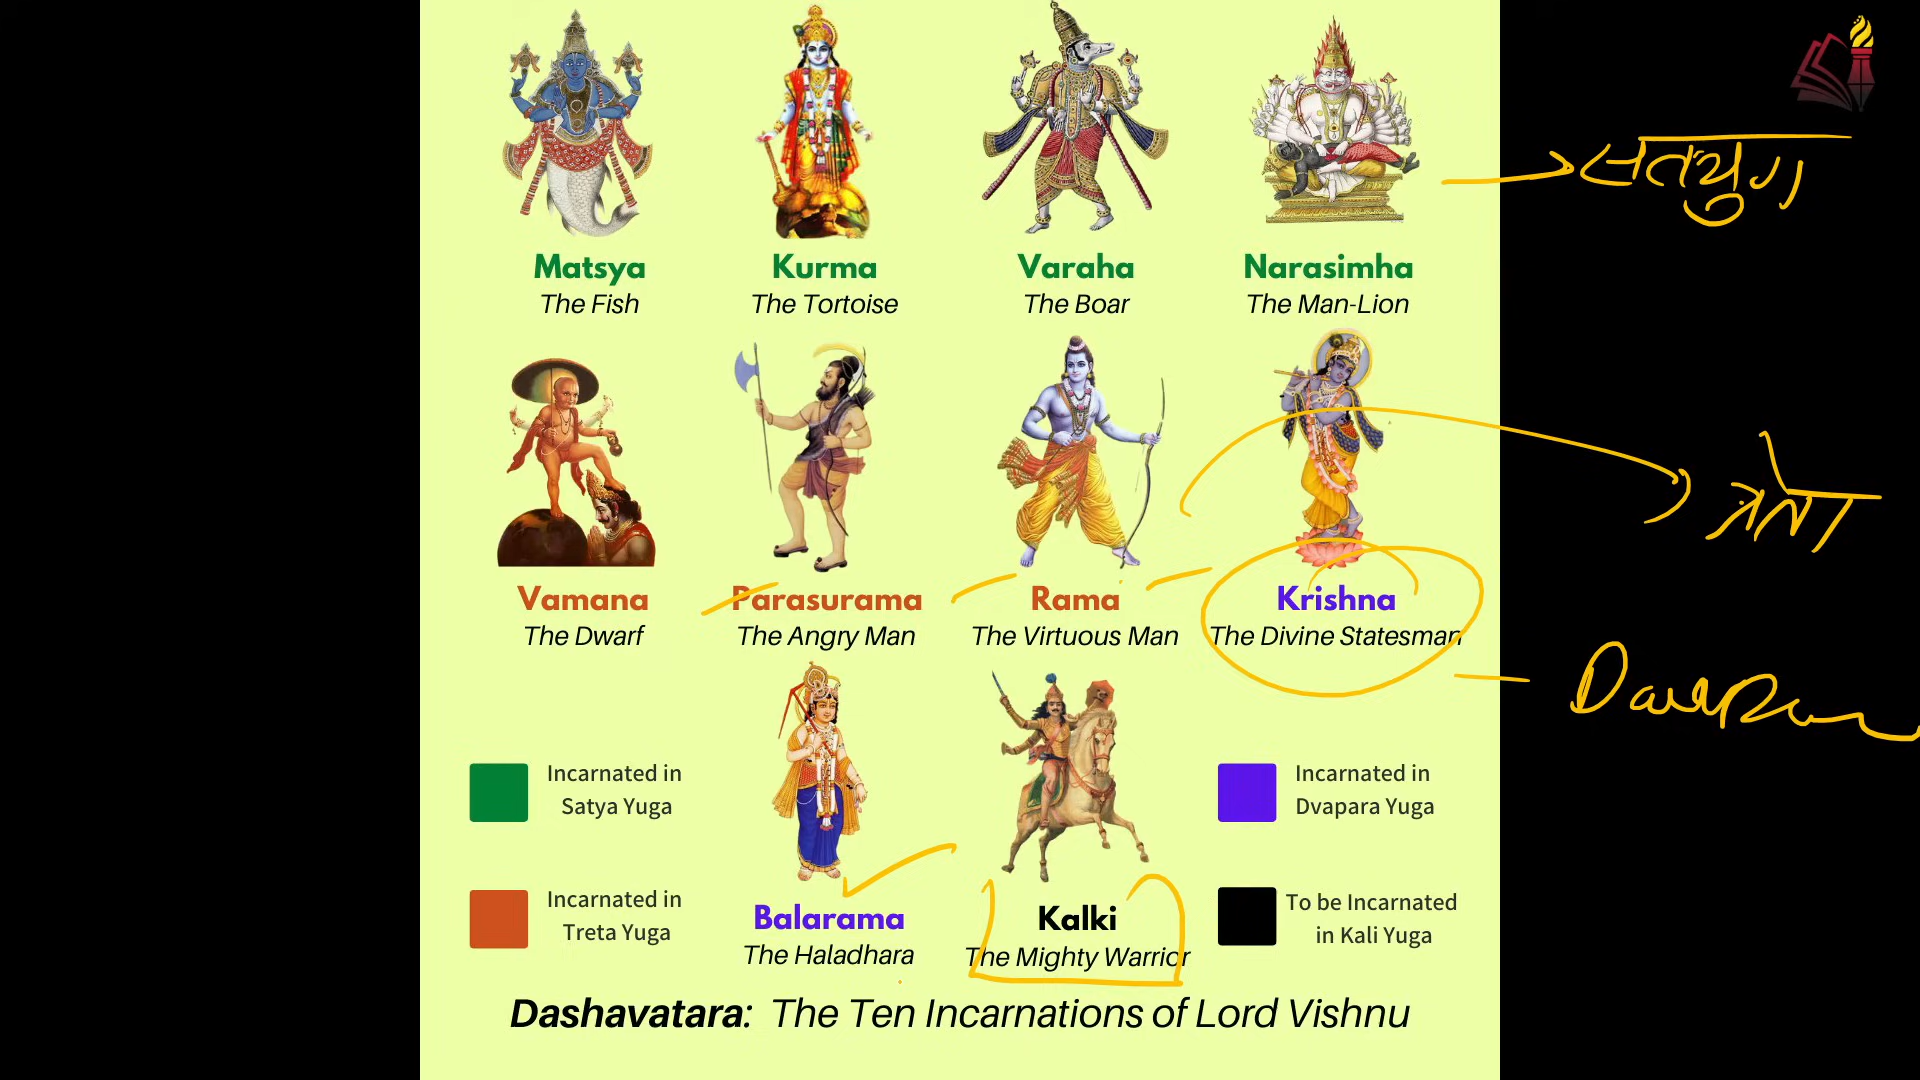 सतयुग
Matsya Kurma Varaha Narasimha
The Fish The Tortoise The Boar The Man-Lion
त्रेता
Vamana Parasurama Rama Krishna
The Dwarf The Angry Man The Virtuous Man The Divine Statesman
Incarnated in
Satya Yuga
Incarnated in
Dvapara Yuga
Incarnated in
Treta Yuga
To be Incarnated
in Kali Yuga
Balarama Kalki
The Haladhara The Mighty Warrior
Dashavatara: The Ten Incarnations of Lord Vishnu